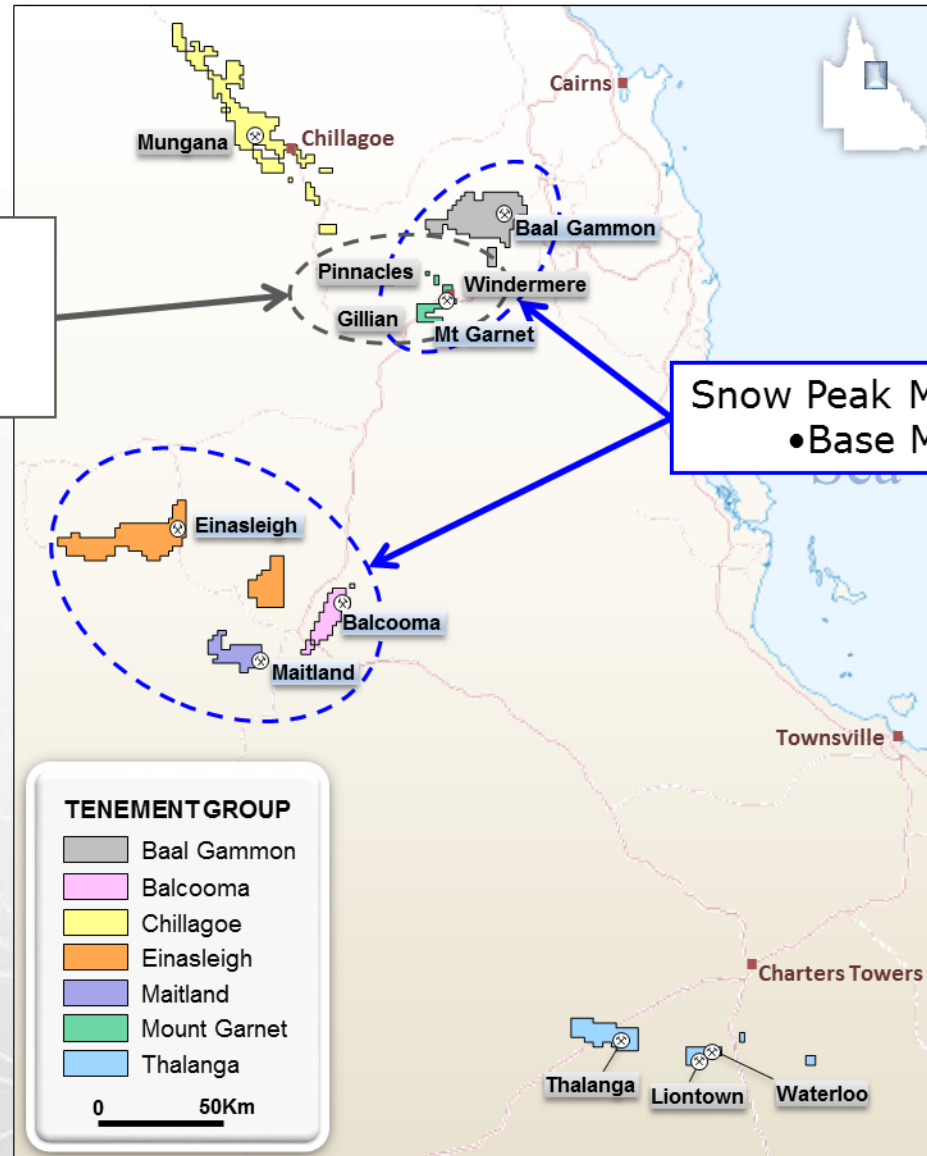 Cairns
Mungana
Chillagoe
Baal Gammon
Pinnacles
Windermere
Gillian
Mt Garnet
Snow Peak M
•Base M
Sea
Einasleigh
Balcooma
Maitland
Townsville
TENEMENT GROUP
Baal Gammon
Balcooma
Chillagoe
Einasleigh
Maitland
Mount Garnet
Thalanga
0 50Km
Charters Towers
Thalanga
Liontown
Waterloo